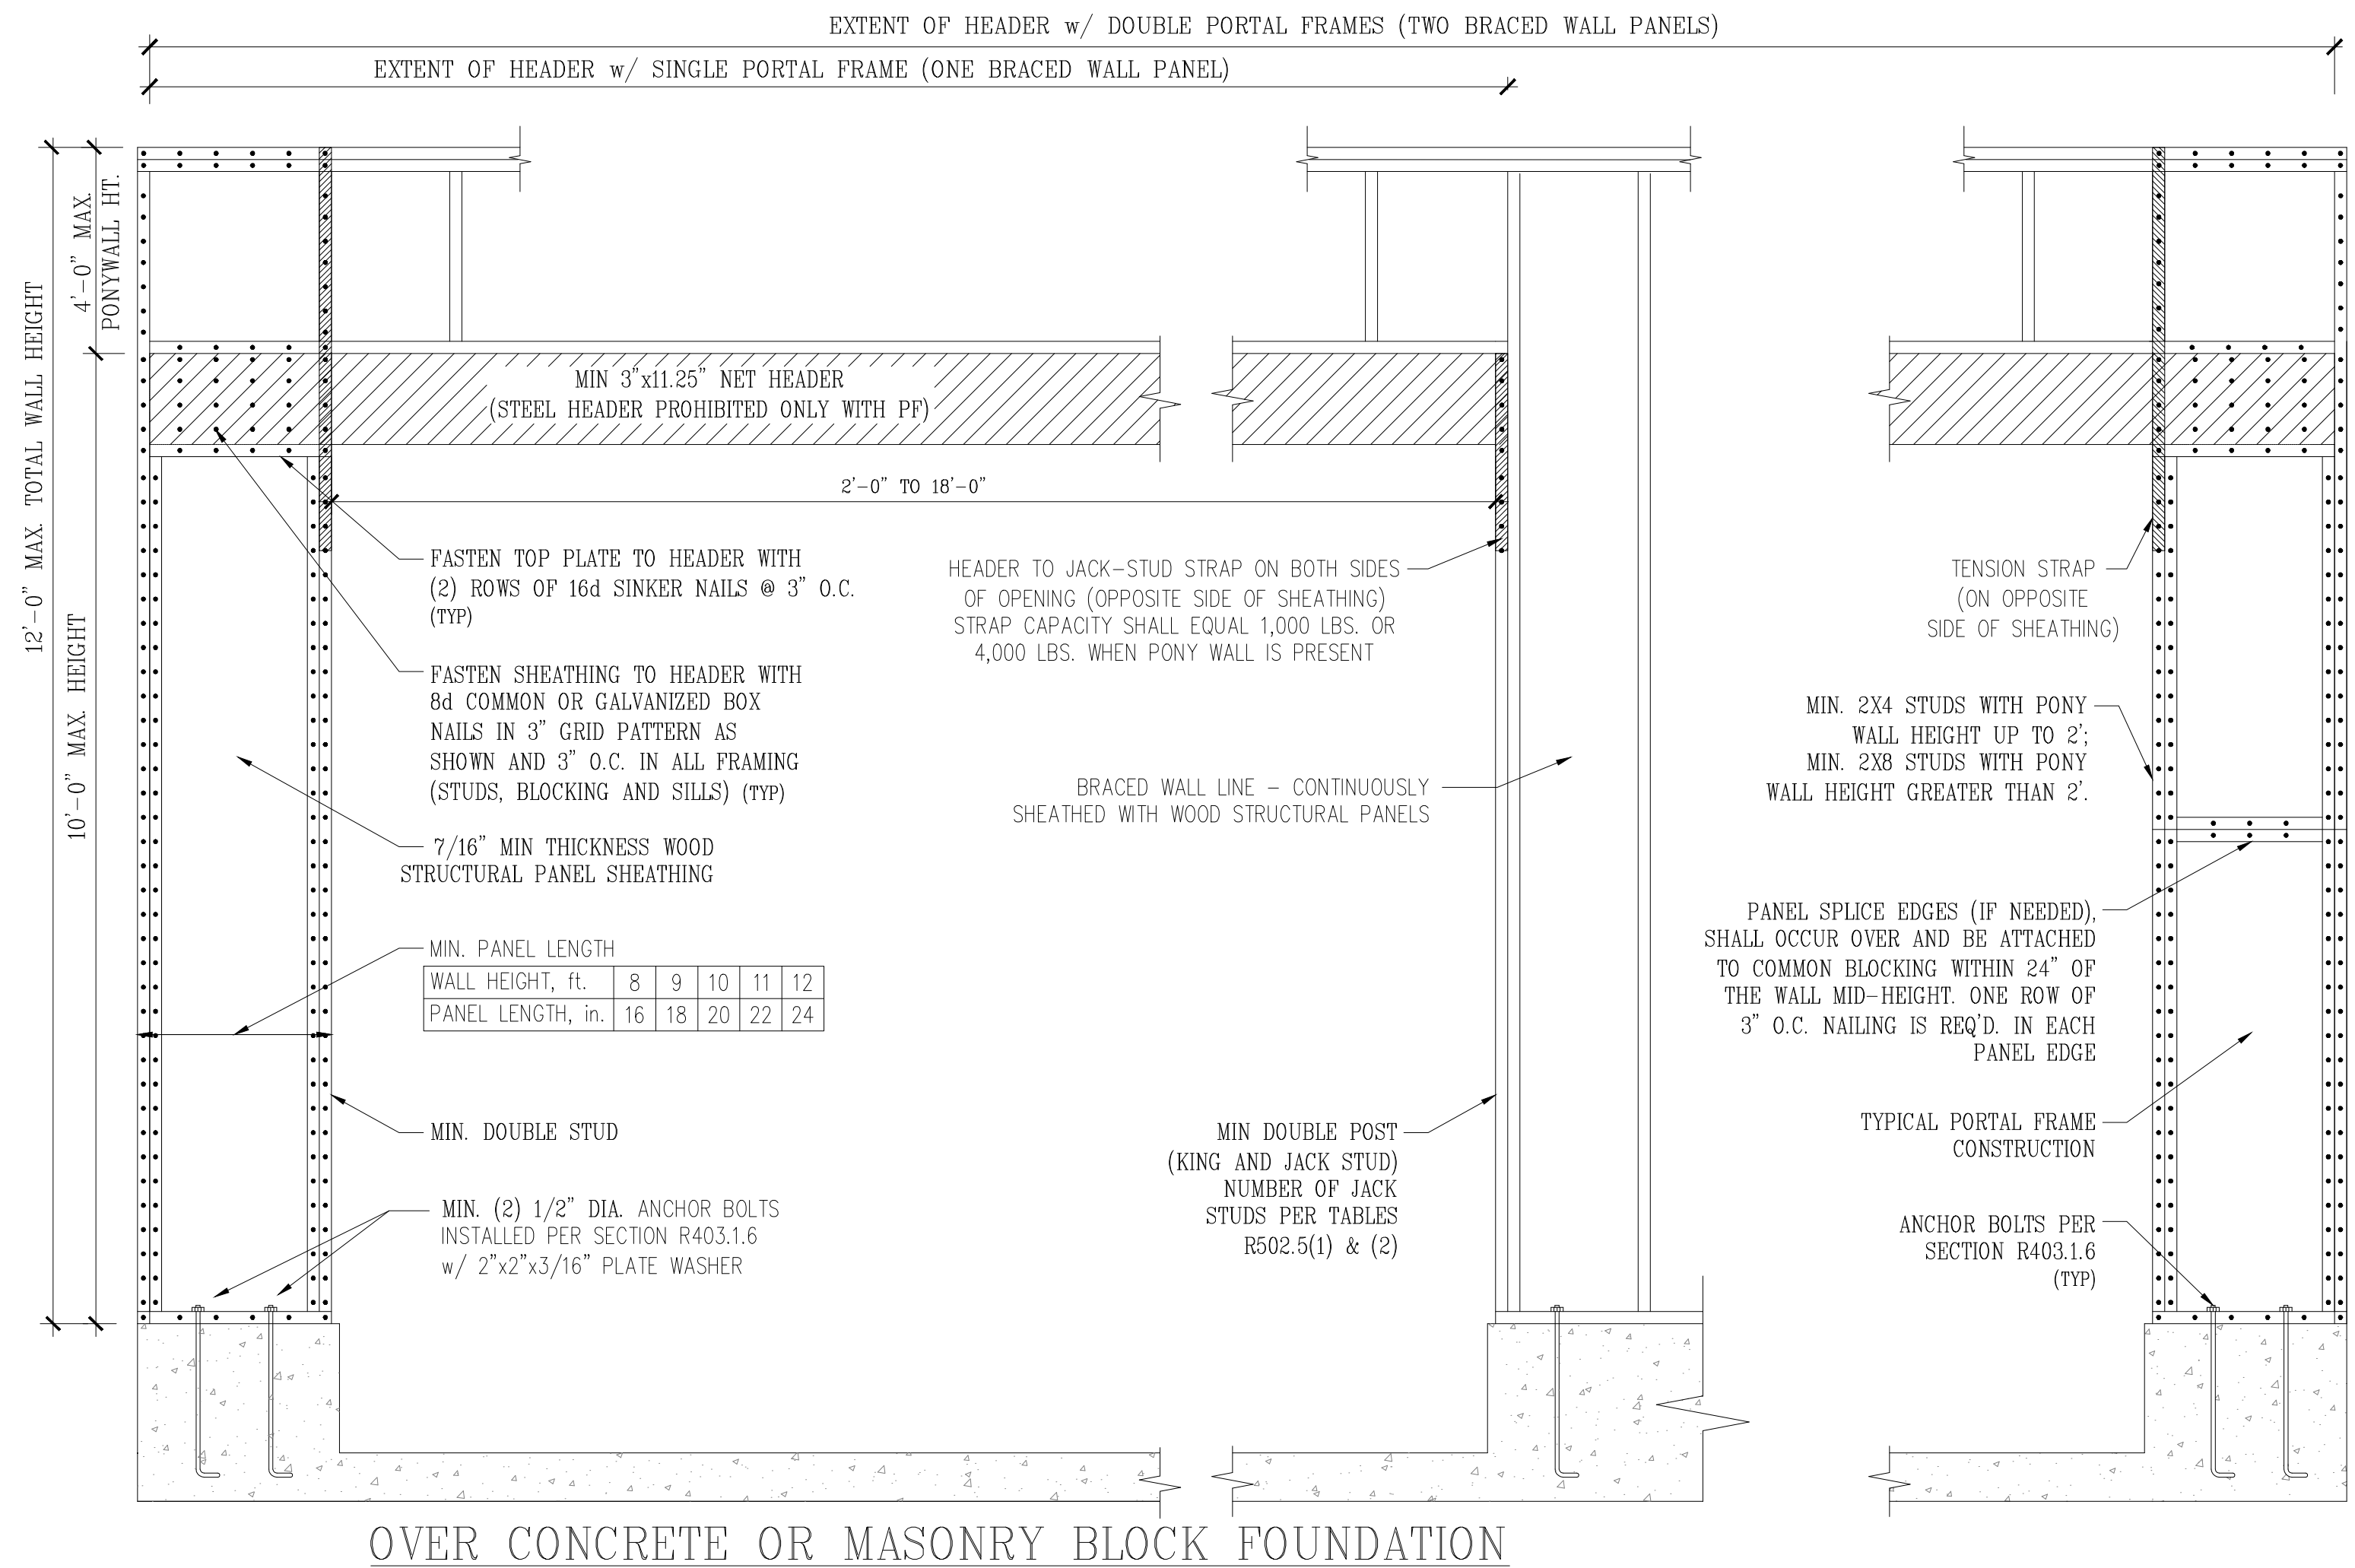 EXTENT OF HEADER w/ DOUBLE PORTAL FRAMES (TWO BRACED WALL PANELS)
EXTENT OF HEADER w/ SINGLE PORTAL FRAME (ONE BRACED WALL PANEL)
12'-0" MAX. TOTAL WALL HEIGHT
4'-0" MAX.
PONYWALL HT.
10'-0" MAX. HEIGHT
MIN 3"x11.25" NET HEADER
(STEEL HEADER PROHIBITED ONLY WITH PF)
2'-0" TO 18'-0"
FASTEN TOP PLATE TO HEADER WITH
(2) ROWS OF 16d SINKER NAILS @ 3" O.C.
(TYP)
FASTEN SHEATHING TO HEADER WITH
8d COMMON OR GALVANIZED BOX
NAILS IN 3" GRID PATTERN AS
SHOWN AND 3" O.C. IN ALL FRAMING
(STUDS, BLOCKING AND SILLS) (TYP)
7/16" MIN THICKNESS WOOD
STRUCTURAL PANEL SHEATHING
MIN. PANEL LENGTH
WALL HEIGHT, ft. 8 9 10 11 12
PANEL LENGTH, in. 16 18 20 22 24
MIN. DOUBLE STUD
MIN. (2) 1/2" DIA. ANCHOR BOLTS
INSTALLED PER SECTION R403.1.6
w/ 2"x2"x3/16" PLATE WASHER
HEADER TO JACK-STUD STRAP ON BOTH SIDES
OF OPENING (OPPOSITE SIDE OF SHEATHING)
STRAP CAPACITY SHALL EQUAL 1,000 LBS. OR
4,000 LBS. WHEN PONY WALL IS PRESENT
BRACED WALL LINE - CONTINUOUSLY
SHEATHED WITH WOOD STRUCTURAL PANELS
MIN DOUBLE POST
(KING AND JACK STUD)
NUMBER OF JACK
STUDS PER TABLES
R502.5(1) & (2)
TENSION STRAP
(ON OPPOSITE
SIDE OF SHEATHING)
MIN. 2X4 STUDS WITH PONY
WALL HEIGHT UP TO 2';
MIN. 2X8 STUDS WITH PONY
WALL HEIGHT GREATER THAN 2'.
PANEL SPLICE EDGES (IF NEEDED),
SHALL OCCUR OVER AND BE ATTACHED
TO COMMON BLOCKING WITHIN 24" OF
THE WALL MID-HEIGHT. ONE ROW OF
3" O.C. NAILING IS REQ'D. IN EACH
PANEL EDGE
TYPICAL PORTAL FRAME
CONSTRUCTION
ANCHOR BOLTS PER
SECTION R403.1.6
(TYP)
OVER CONCRETE OR MASONRY BLOCK FOUNDATION